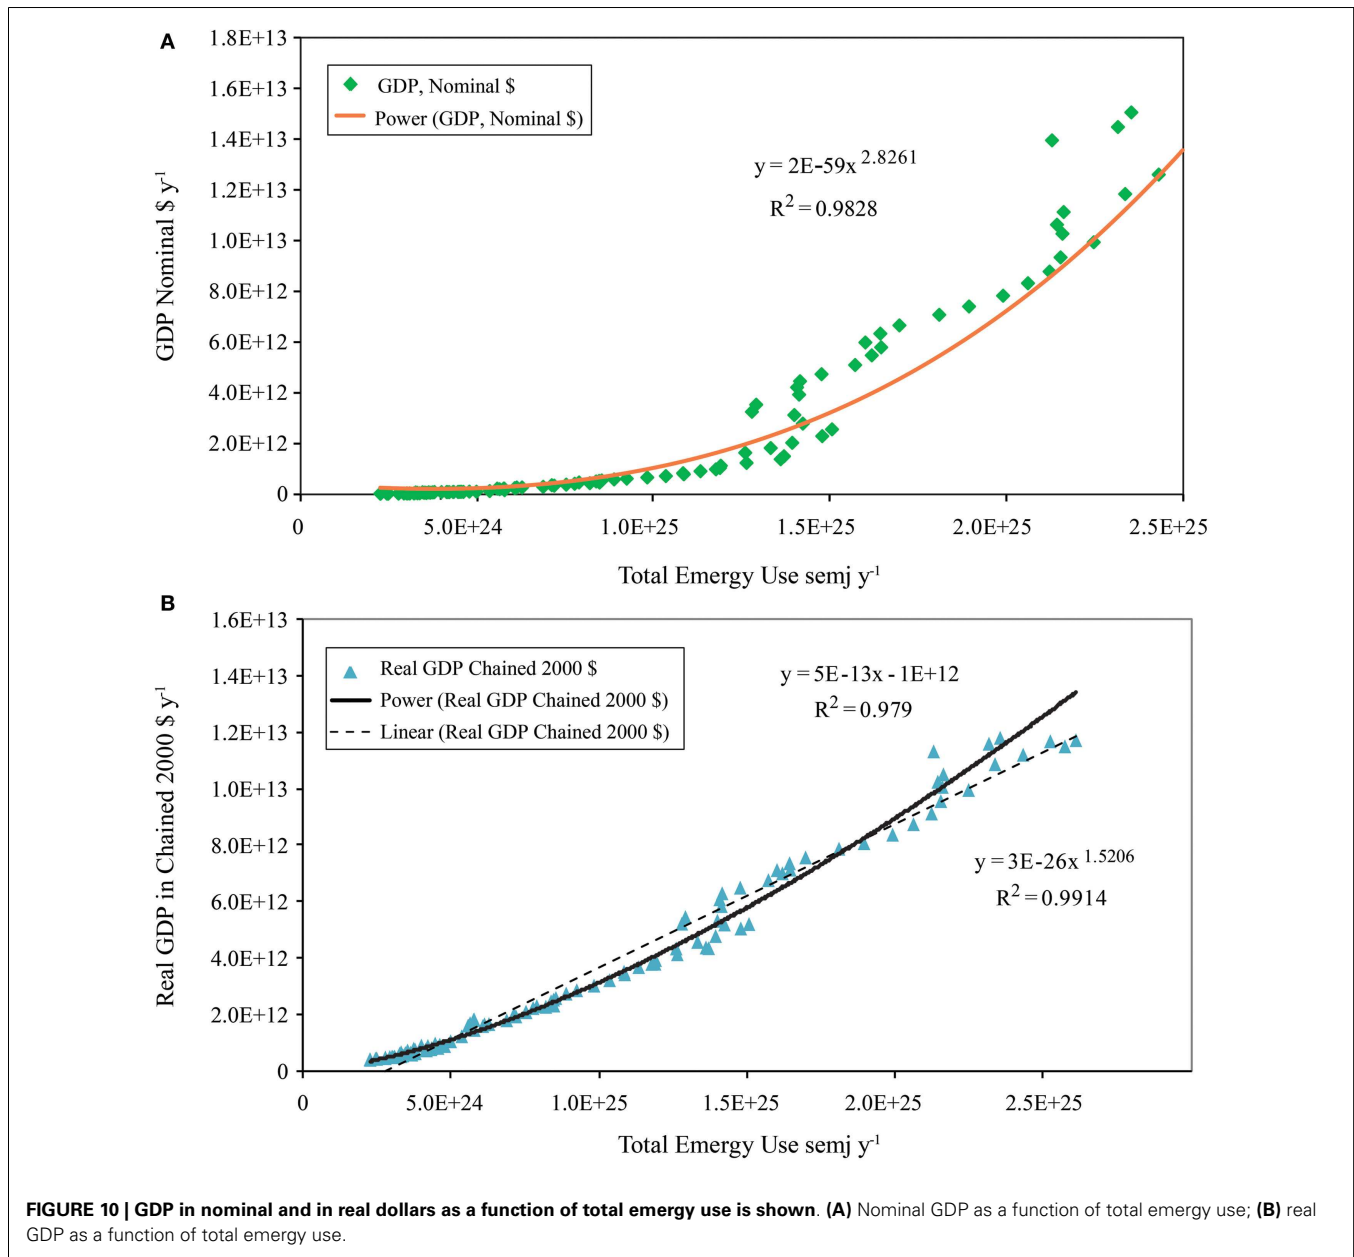 A
1.8E+13
1.6E+13
1.4E+13
1.2E+13
1.0E+13
8.0E+12
6.0E+12
4.0E+12
2.0E+12
0
GDP Nominal $ y-1
GDP, Nominal $
Power (GDP, Nominal $)
y = 2E-59x 2.8261
R2 = 0.9828
0 5.0E+24 1.0E+25 1.5E+25 2.0E+25 2.5E+25
Total Emergy Use semj y-1
B
1.6E+13
1.4E+13
1.2E+13
1.0E+13
8.0E+12
6.0E+12
4.0E+12
2.0E+12
0
Real GDP in Chained 2000 $ y-1
Real GDP Chained 2000 $
Power (Real GDP Chained 2000 $)
Linear (Real GDP Chained 2000 $)
y = 5E-13x - 1E+12
R2 = 0.979
y = 3E-26x 1.5206
R2 = 0.9914
0 5.0E+24 1.0E+25 1.5E+25 2.0E+25 2.5E+25
Total Emergy Use semj y-1
FIGURE 10 | GDP in nominal and in real dollars as a function of total emergy use is shown. (A) Nominal GDP as a function of total emergy use; (B) real
GDP as a function of total emergy use.